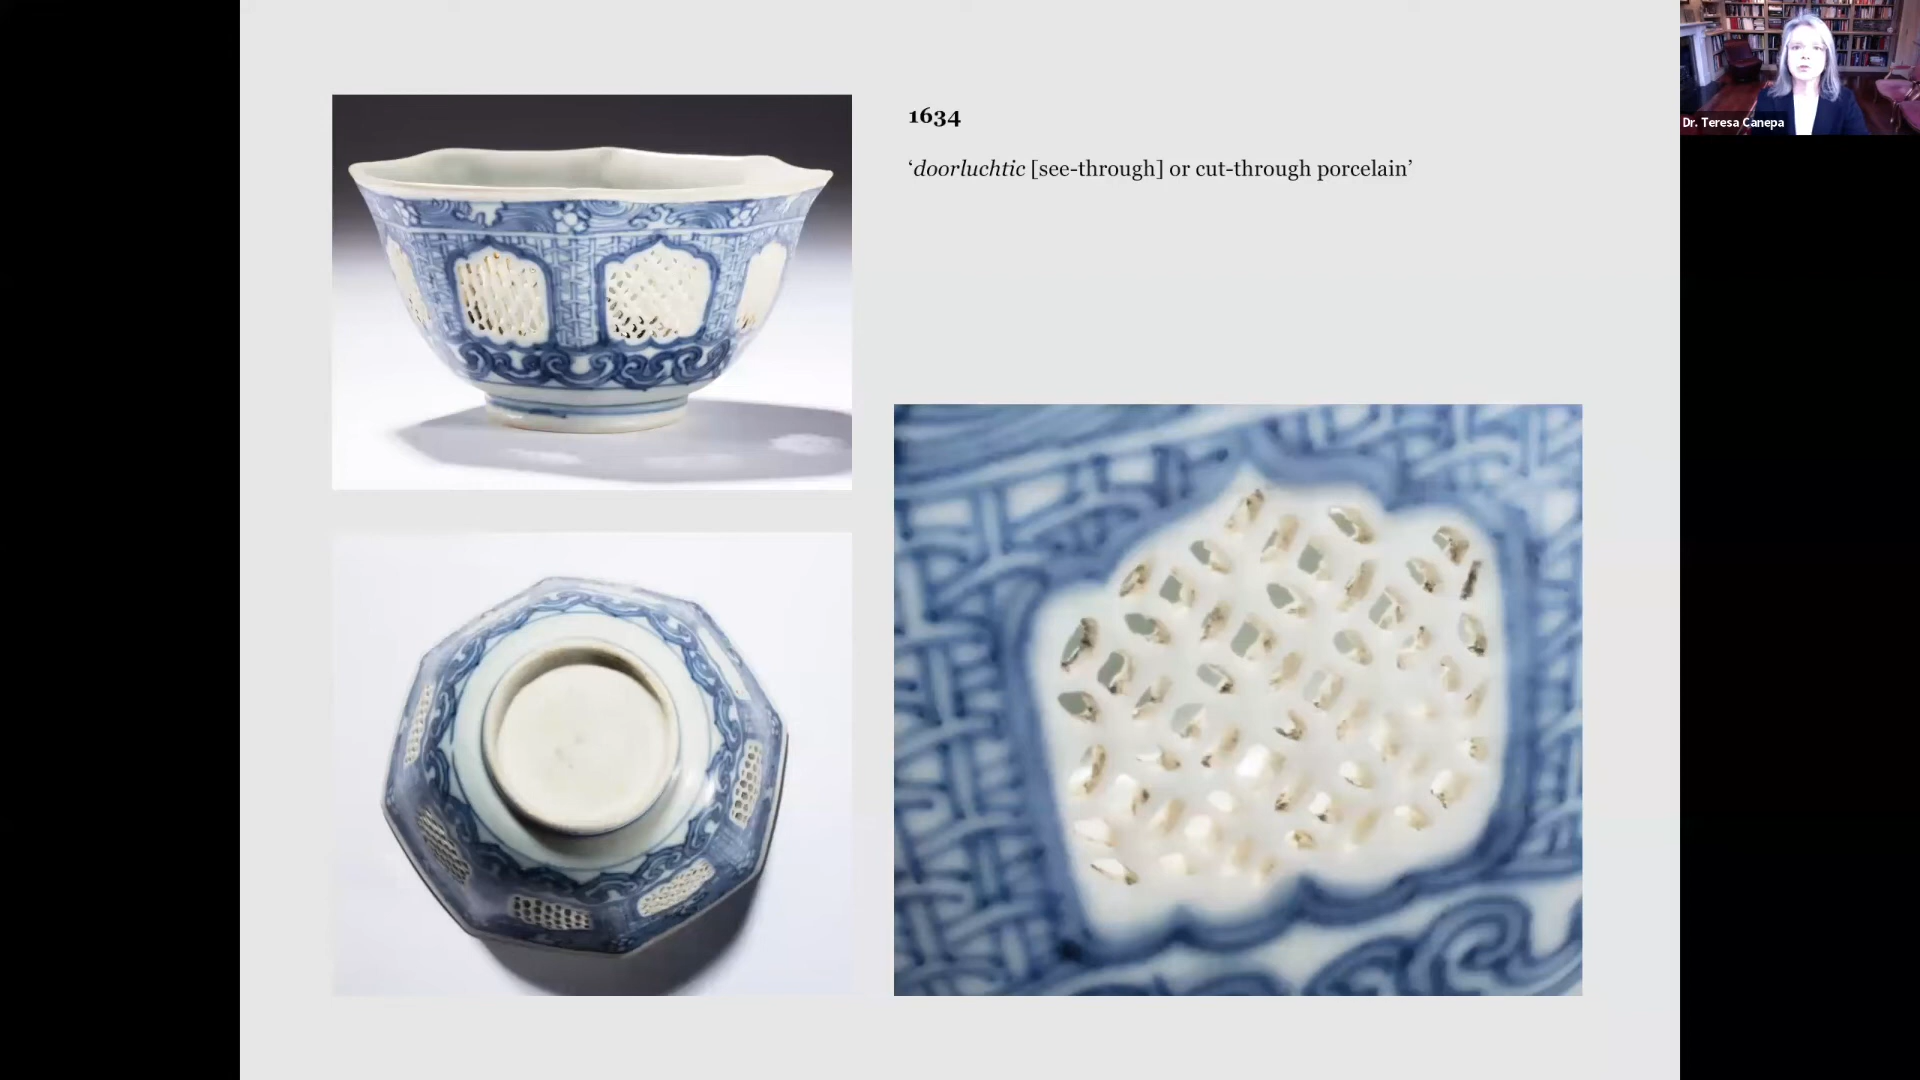 1634
‘doorluchtic [see-through] or cut-through porcelain’
Dr. Teresa Canepa